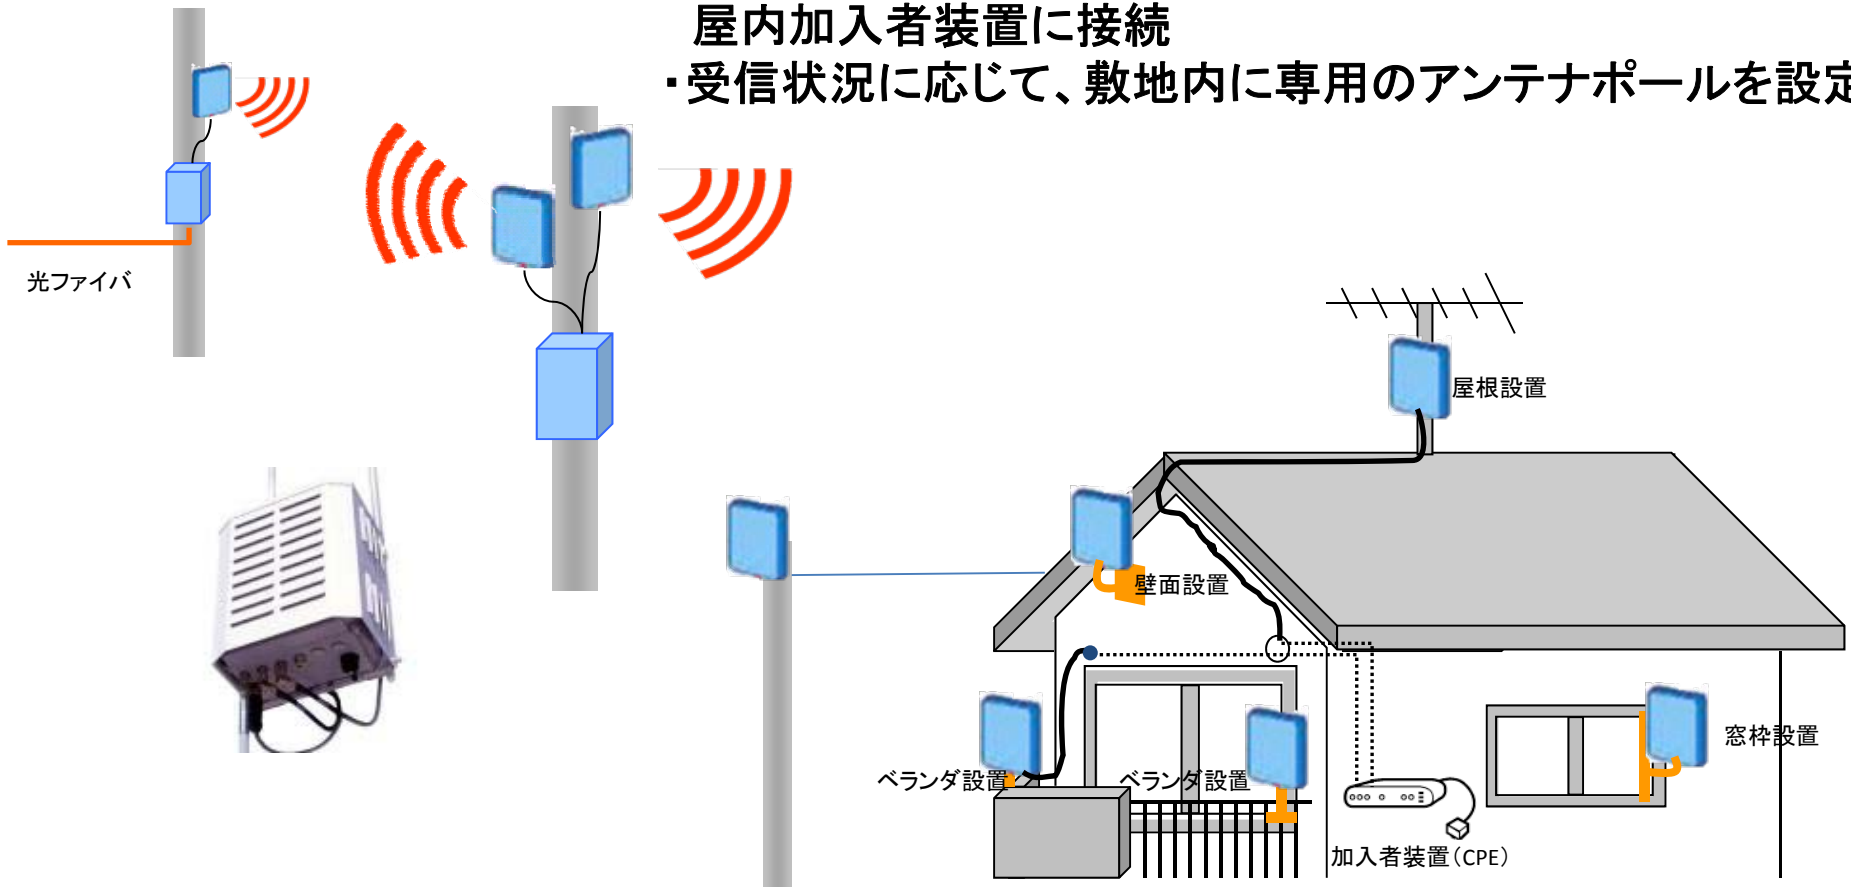 屋内加入者装置に接続
・受信状況に応じて、敷地内に専用のアンテナポールを設定
光ファイバ
屋根設置
壁面設置
窓枠設置
ベランダ設置
ベランダ設置
加入者装置（CPE）